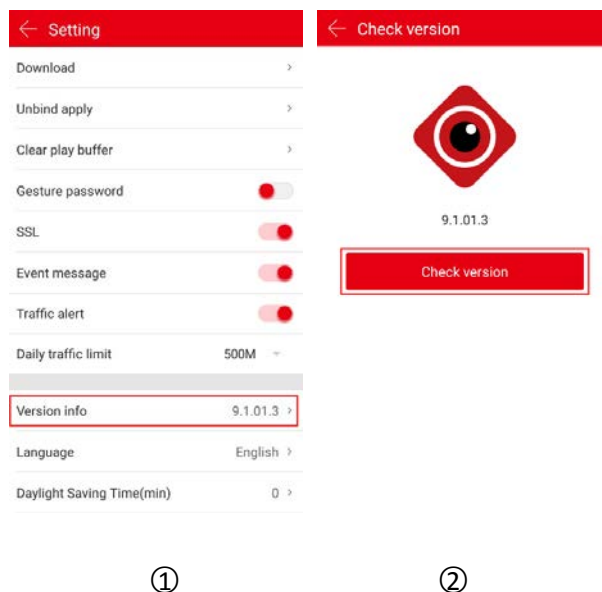 Setting
Download
Unbind apply
Clear play buffer
Gesture password
SSL
Event message
Traffic alert
Daily traffic limit 500M
Version info 9.1.01.3
Language English
Daylight Saving Time(min) 0
①
Check version
9.1.01.3
Check version
②